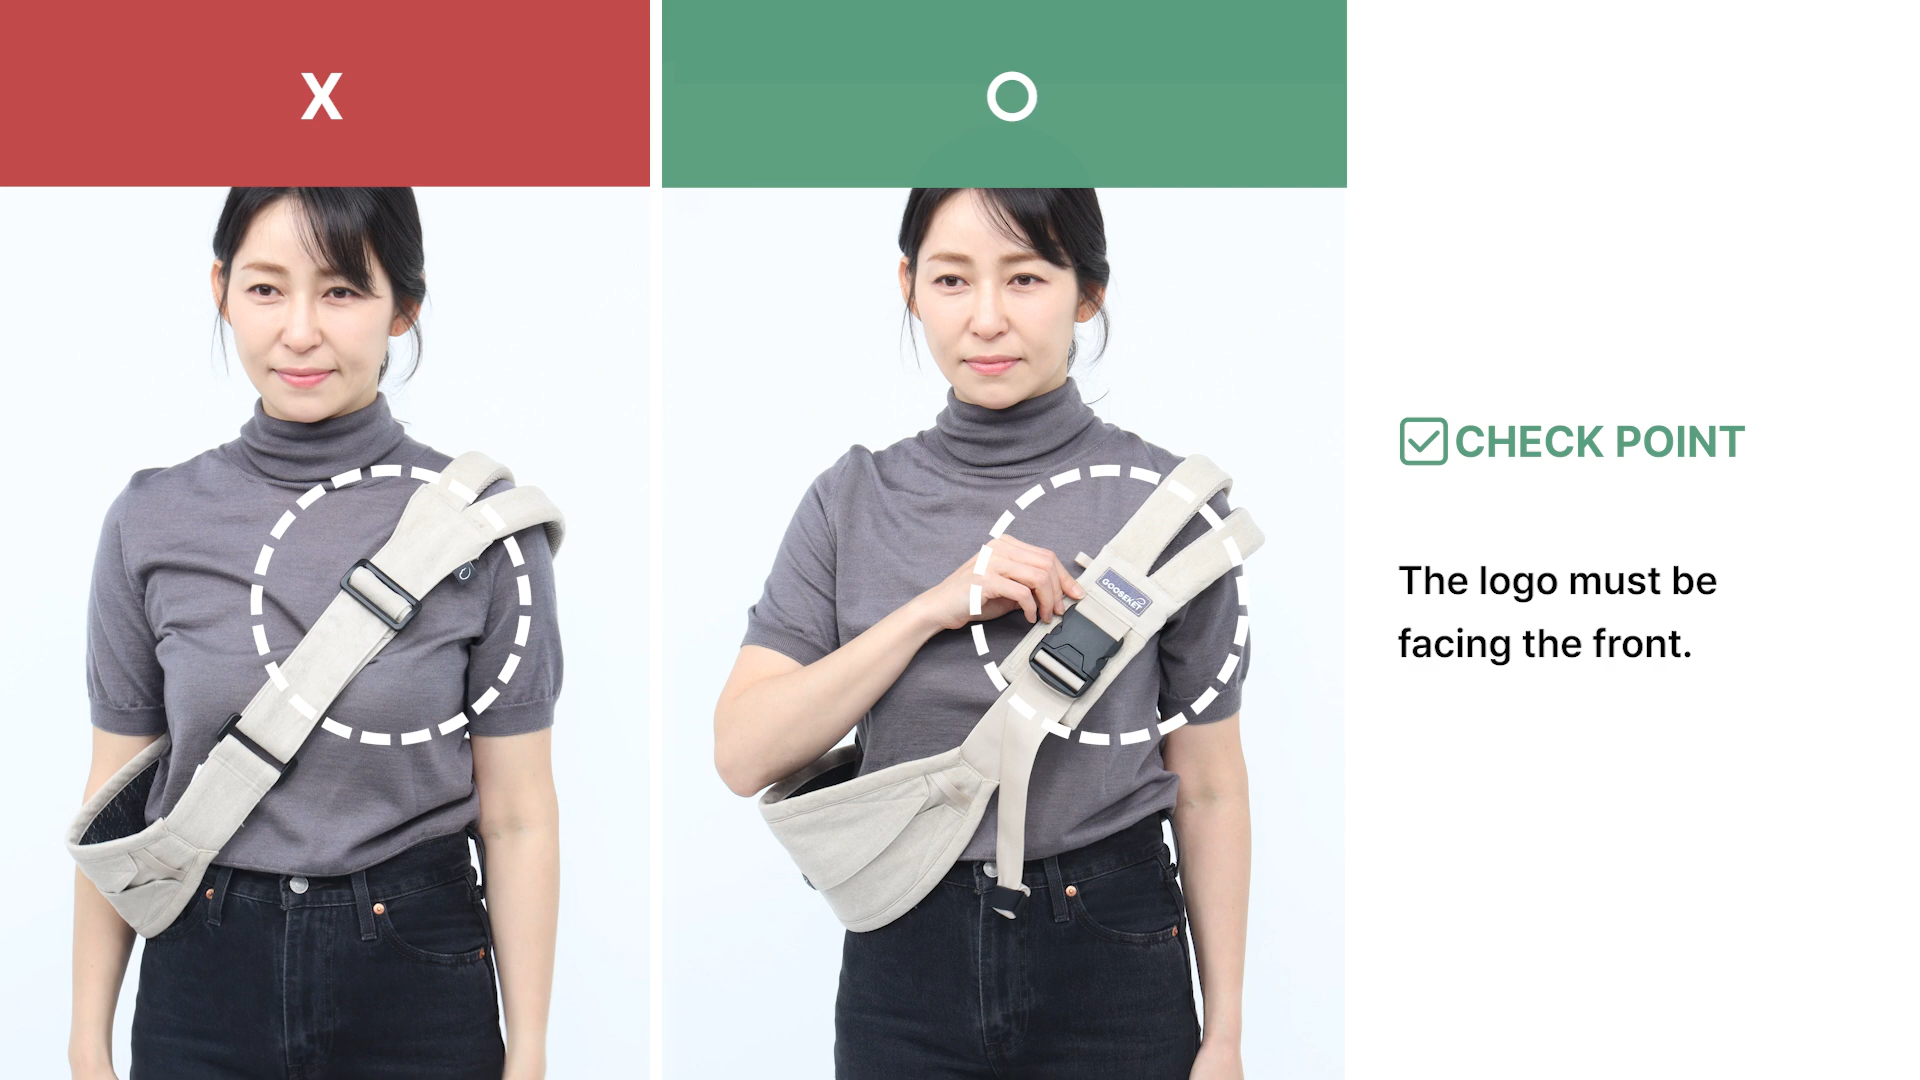 X
O
GOOSEKET
CHECK POINT
The logo must be
facing the front.